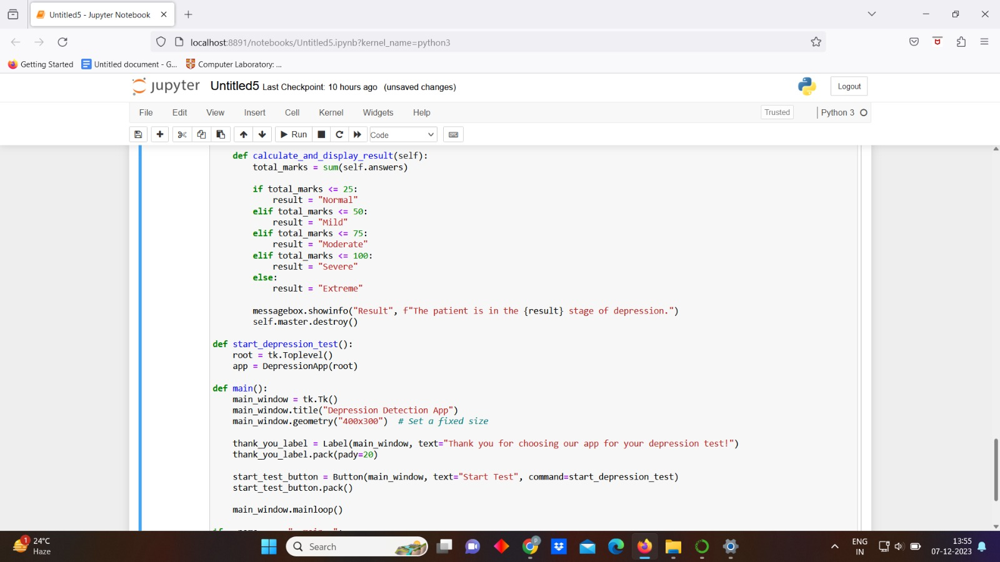 Untitled5 - Jupyter Notebook
localhost:8891/notebooks/Untitled5.ipynb?kernel_name=python3
Getting Started Untitled document - G... Computer Laboratory: ...
jupyter Untitled5 Last Checkpoint: 10 hours ago (unsaved changes) Logout
File Edit View Insert Cell Kernel Widgets Help Trusted Python 3
Run Code
def calculate_and_display_result(self):
total_marks = sum(self.answers)
if total_marks <= 25:
result = "Normal"
elif total_marks <= 50:
result = "Mild"
elif total_marks <= 75:
result = "Moderate"
elif total_marks <= 100:
result = "Severe"
else:
result = "Extreme"
messagebox.showinfo("Result", f"The patient is in the {result} stage of depression.")
self.master.destroy()
def start_depression_test():
root = tk.Toplevel()
app = DepressionApp(root)
def main():
main_window = tk.Tk()
main_window.title("Depression Detection App")
main_window.geometry("400x300")  # Set a fixed size
thank_you_label = Label(main_window, text="Thank you for choosing our app for your depression test!")
thank_you_label.pack(pady=20)
start_test_button = Button(main_window, text="Start Test", command=start_depression_test)
start_test_button.pack()
main_window.mainloop()
1 24°C
Haze
Search
ENG
IN
13:55
07-12-2023